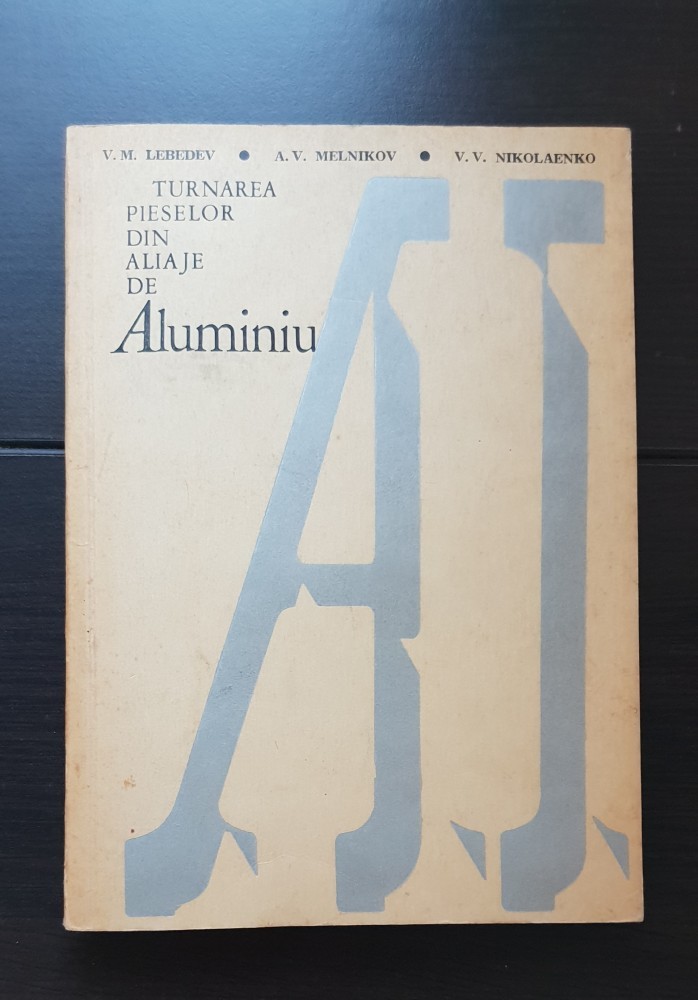 V. M. LEBEDEV ● A. V. MELNIKOV ● V. V. NIKOLAENKO
TURNAREA
PIESELOR
DIN
ALIAJE
DE
Aluminiu
Al